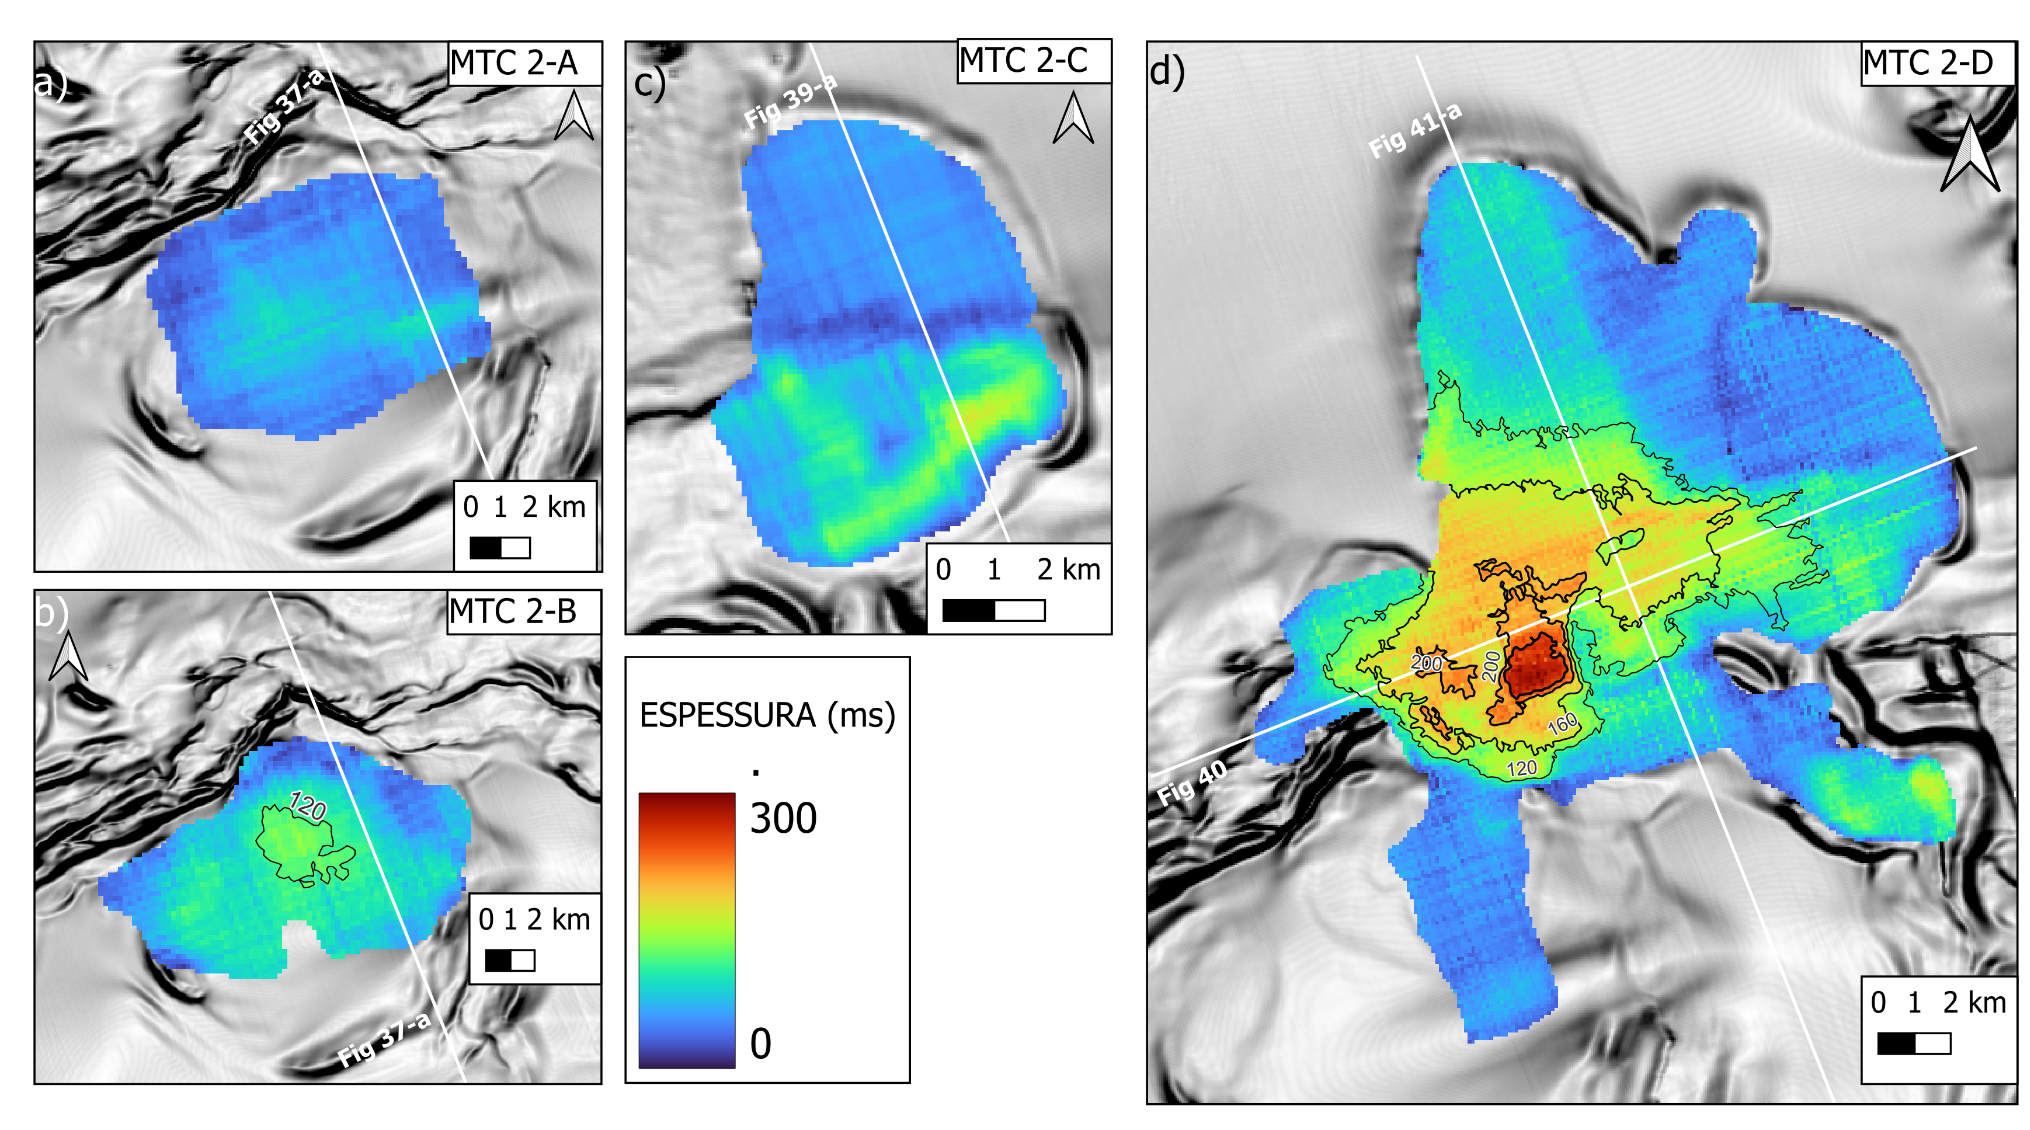 a)
MTC 2-A
Fig 37-a
0 1 2 km
b)
MTC 2-B
120
Fig 37-a
0 1 2 km
c)
MTC 2-C
Fig 39-a
0 1 2 km
ESPESSURA (ms)
.
300
0
d)
MTC 2-D
Fig 41-a
200
200
160
120
Fig 40
0 1 2 km